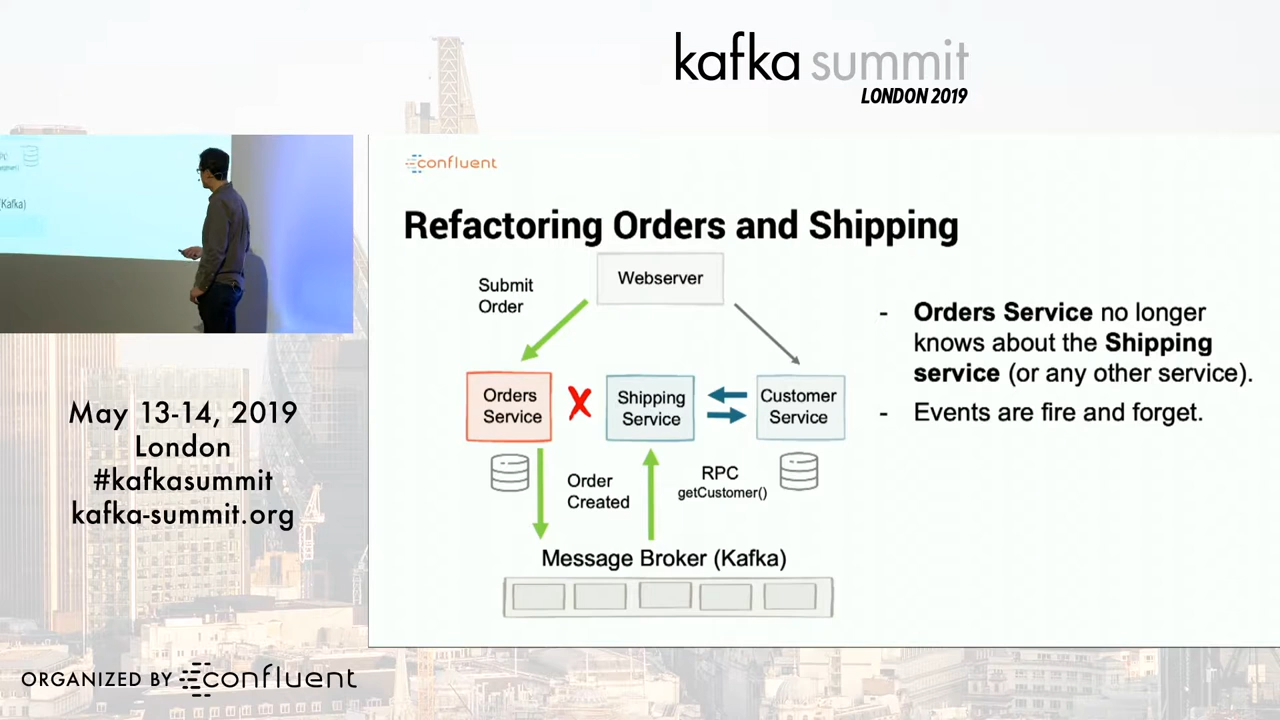 kafka summit
LONDON 2019
(Kafka)
May 13-14, 2019
London
#kafkasummit
kafka-summit.org
ORGANIZED BY confluent
confluent
Refactoring Orders and Shipping
Submit
Order
Webserver
Orders
Service
X
Shipping
Service
Customer
Service
Order
Created
RPC
getCustomer()
Message Broker (Kafka)
- Orders Service no longer
knows about the Shipping
service (or any other service).
- Events are fire and forget.